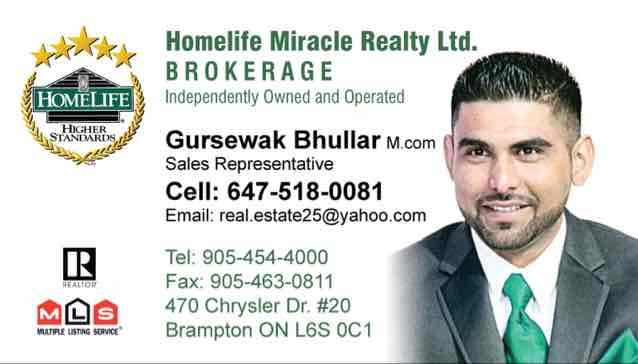 HOMELIFE
HIGHER
STANDARDS
Homelife Miracle Realty Ltd.
BROKERAGE
Independently Owned and Operated
Gursewak Bhullar M.com
Sales Representative
Cell: 647-518-0081
Email: real.estate25@yahoo.com
R
REALTOR®
MLS
MULTIPLE LISTING SERVICE®
Tel: 905-454-4000
Fax: 905-463-0811
470 Chrysler Dr. #20
Brampton ON L6S 0C1